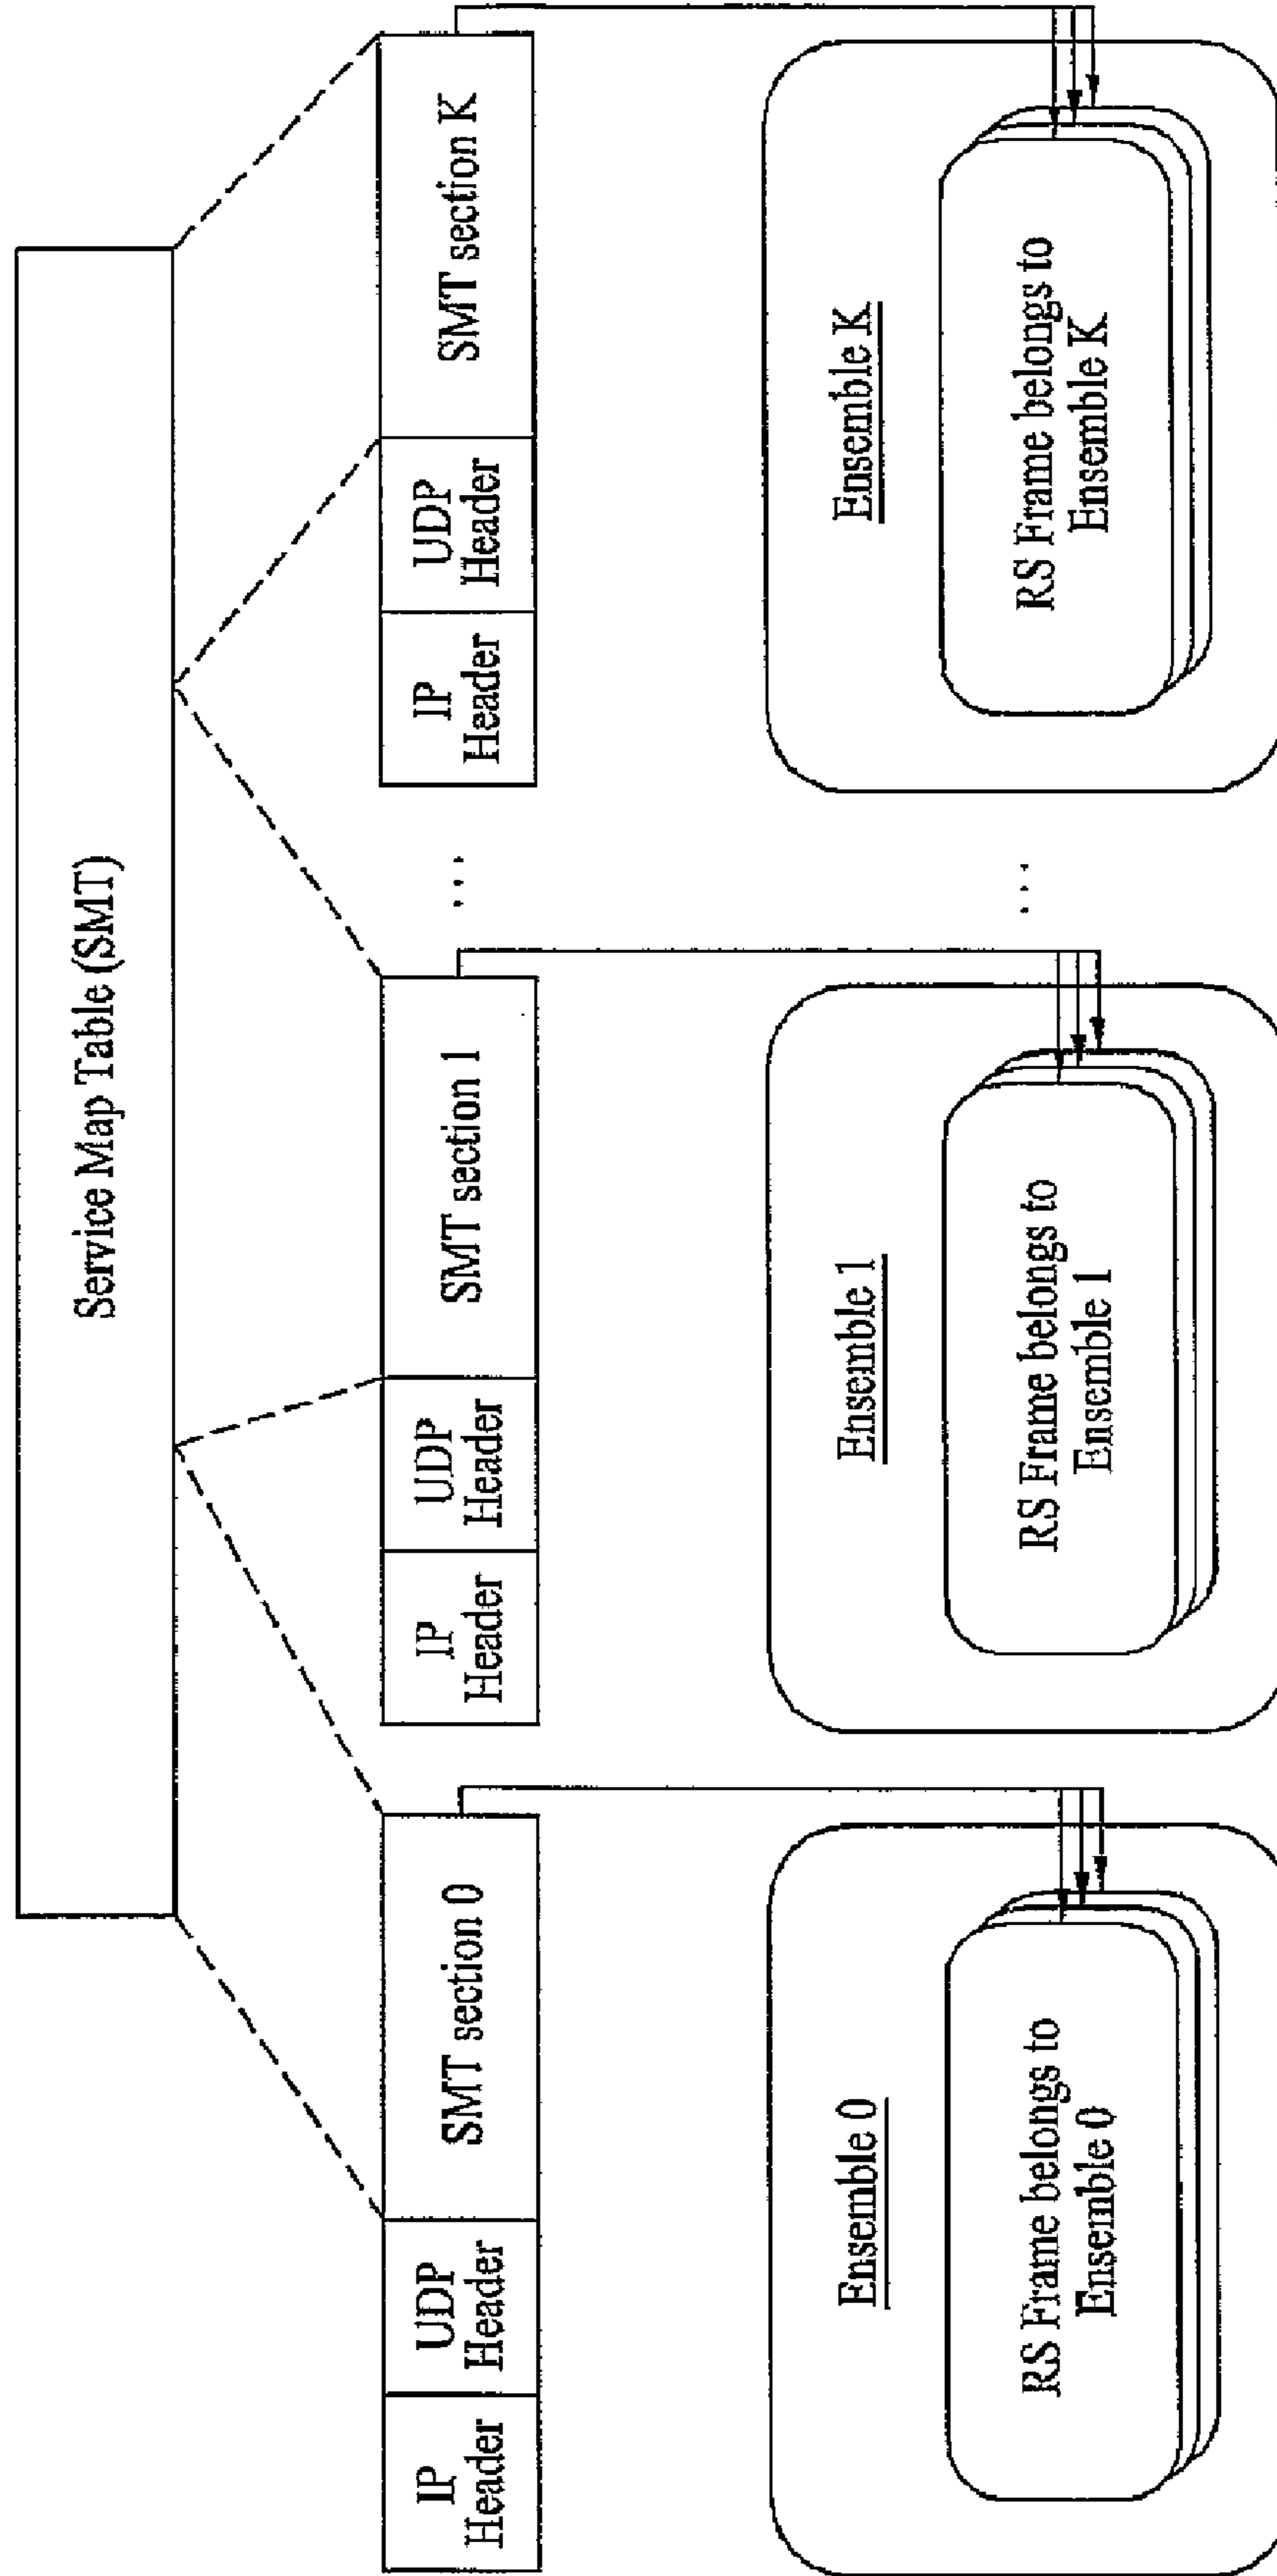 Service Map Table (SMT)
IP
Header
UDP
Header
SMT section 0
IP
Header
UDP
Header
SMT section 1
...
IP
Header
UDP
Header
SMT section K
Ensemble 0
RS Frame belongs to
Ensemble 0
Ensemble 1
RS Frame belongs to
Ensemble 1
...
Ensemble K
RS Frame belongs to
Ensemble K